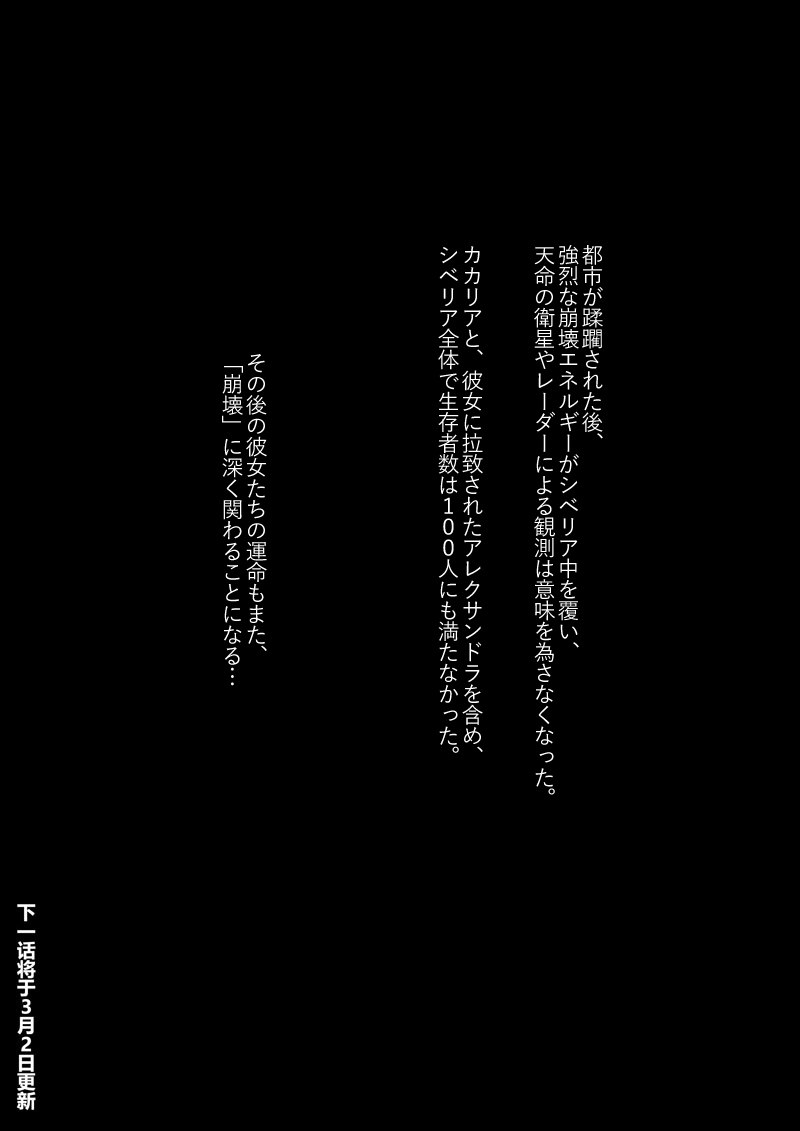 都市が蹂躙された後、
強烈な崩壊エネルギーがシベリア中を覆い、
天命の衛星やレーダーによる観測は意味を為さなくなった。
カカリアと、彼女に拉致されたアレクサンドラを含め、
シベリア全体で生存者数は１００人にも満たなかった。
その後の彼女たちの運命もまた、
「崩壊」に深く関わることになる…
下一话将于3月2日更新